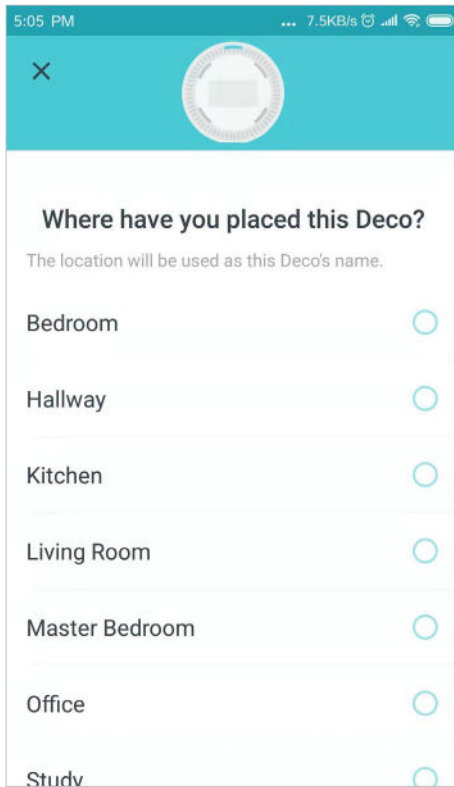 5:05 PM ... 7.5KB/s
Where have you placed this Deco?
The location will be used as this Deco's name.
Bedroom
Hallway
Kitchen
Living Room
Master Bedroom
Office
Study